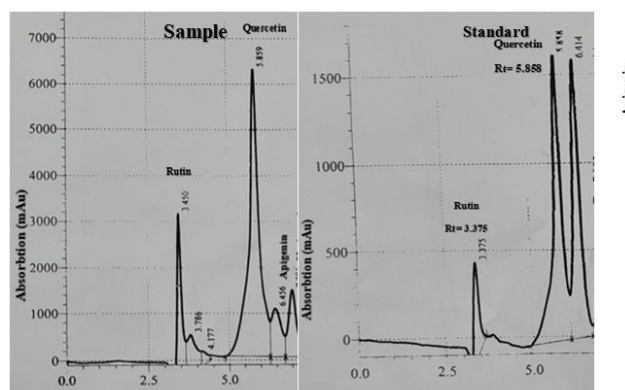 Sample
Quercetin
5.859
Rutin
3.450
3.786
4.177
6.456
Apigenin
Absorbtion (mAu)
7000
6000
5000
4000
3000
2000
1000
0
0.0
2.5
5.0
Standard
Quercetin
Rt= 5.858
5.858
6.414
Rutin
Rt= 3.375
3.375
Absorbtion (mAu)
1500
1000
500
0
0.0
2.5
5.0